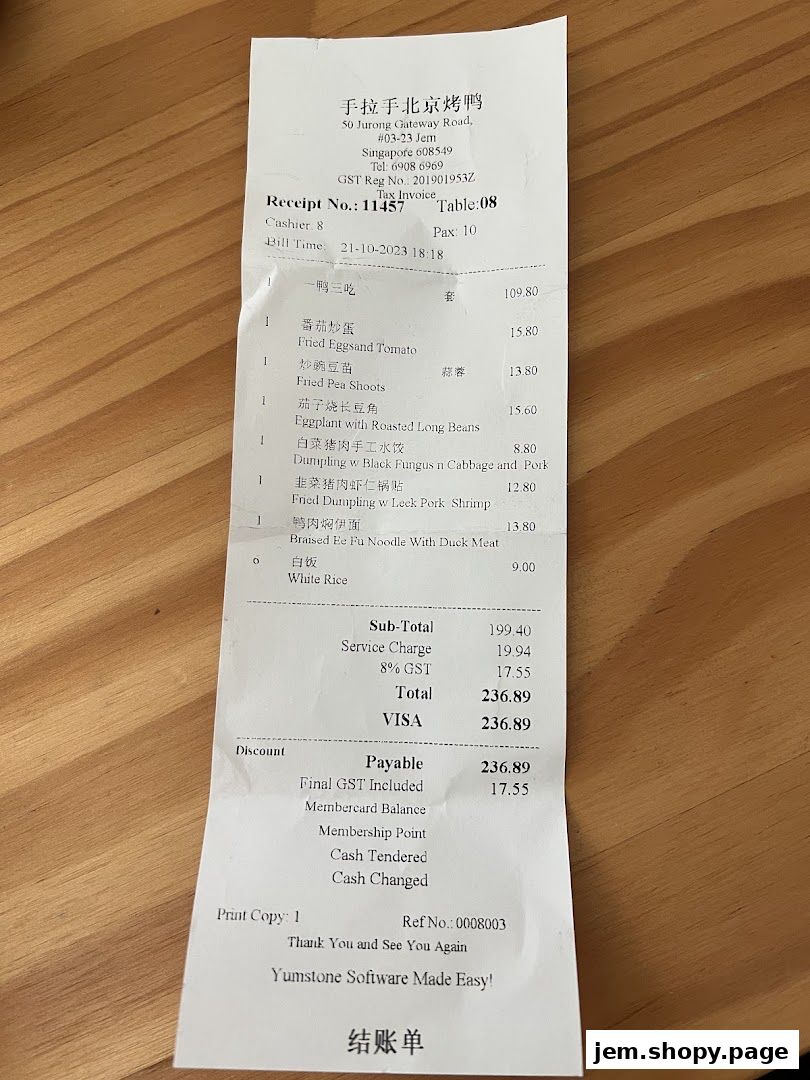 手拉手北京烤鸭
50 Jurong Gateway Road,
#03-23 Jem
Singapore 608549
Tel: 6908 6969
GST Reg No.: 201901953Z
Tax Invoice
Receipt No.: 11457 Table:08
Cashier: 8 Pax: 10
Bill Time: 21-10-2023 18:18
1 一鸭三吃 套 109.80
1 番茄炒蛋 15.80
Fried Eggsand Tomato
1 炒豌豆苗 蒜蓉 13.80
Fried Pea Shoots
1 茄子烧长豆角 15.60
Eggplant with Roasted Long Beans
1 白菜猪肉手工水饺 8.80
Dumpling w Black Fungus n Cabbage and Pork
1 韭菜猪肉虾仁锅贴 12.80
Fried Dumpling w Leek Pork Shrimp
1 鸭肉焖伊面 13.80
Braised Ee Fu Noodle With Duck Meat
6 白饭 9.00
White Rice
Sub-Total 199.40
Service Charge 19.94
8% GST 17.55
Total 236.89
VISA 236.89
Discount
Payable 236.89
Final GST Included 17.55
Membercard Balance
Membership Point
Cash Tendered
Cash Changed
Print Copy: 1 Ref No.: 0008003
Thank You and See You Again
Yumstone Software Made Easy!
结账单
jem.shopy.page